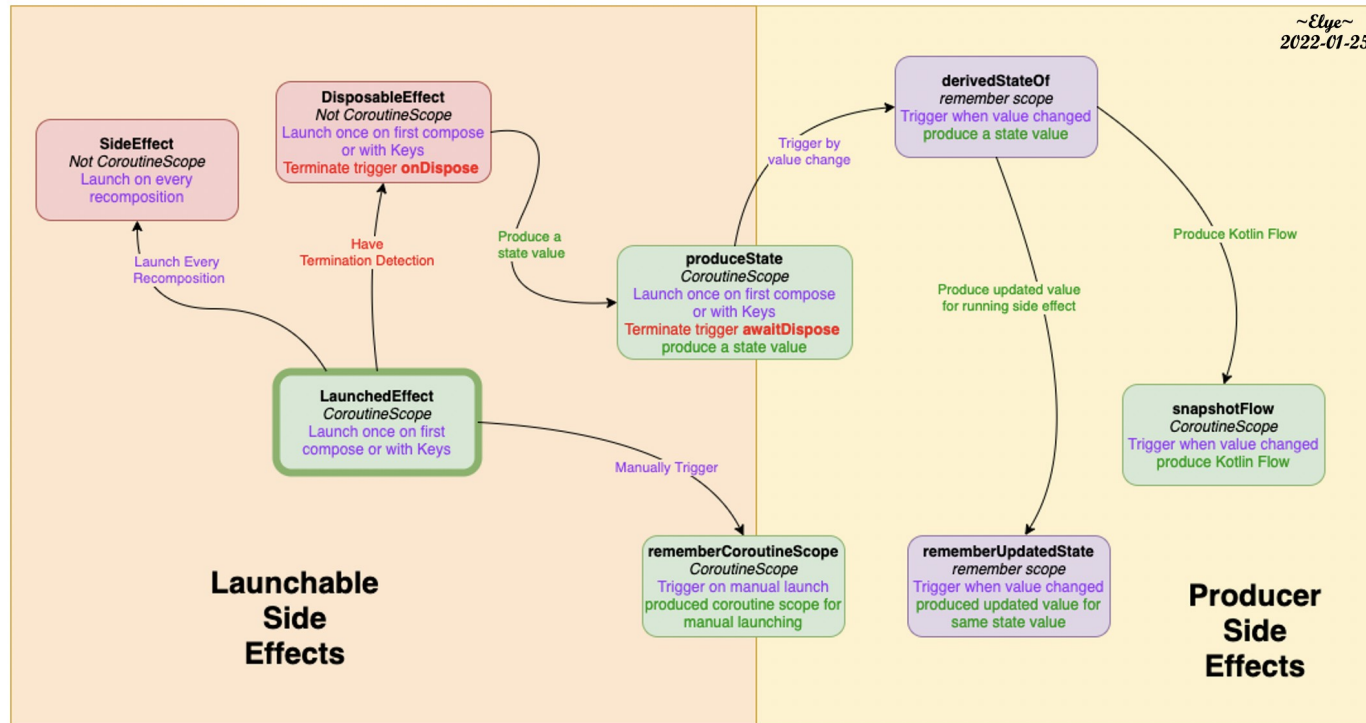 ~Elye~
2022-01-25
SideEffect
Not CoroutineScope
Launch on every
recomposition
DisposableEffect
Not CoroutineScope
Launch once on first compose
or with Keys
Terminate trigger onDispose
Launch Every
Recomposition
Have
Termination Detection
Produce a
state value
LaunchedEffect
CoroutineScope
Launch once on first
compose or with Keys
Manually Trigger
produceState
CoroutineScope
Launch once on first compose
or with Keys
Terminate trigger awaitDispose
produce a state value
Trigger by
value change
derivedStateOf
remember scope
Trigger when value changed
produce a state value
Produce Kotlin Flow
Produce updated value
for running side effect
snapshotFlow
CoroutineScope
Trigger when value changed
produce Kotlin Flow
rememberCoroutineScope
CoroutineScope
Trigger on manual launch
produced coroutine scope for
manual launching
rememberUpdatedState
remember scope
Trigger when value changed
produced updated value for
same state value
Launchable
Side
Effects
Producer
Side
Effects